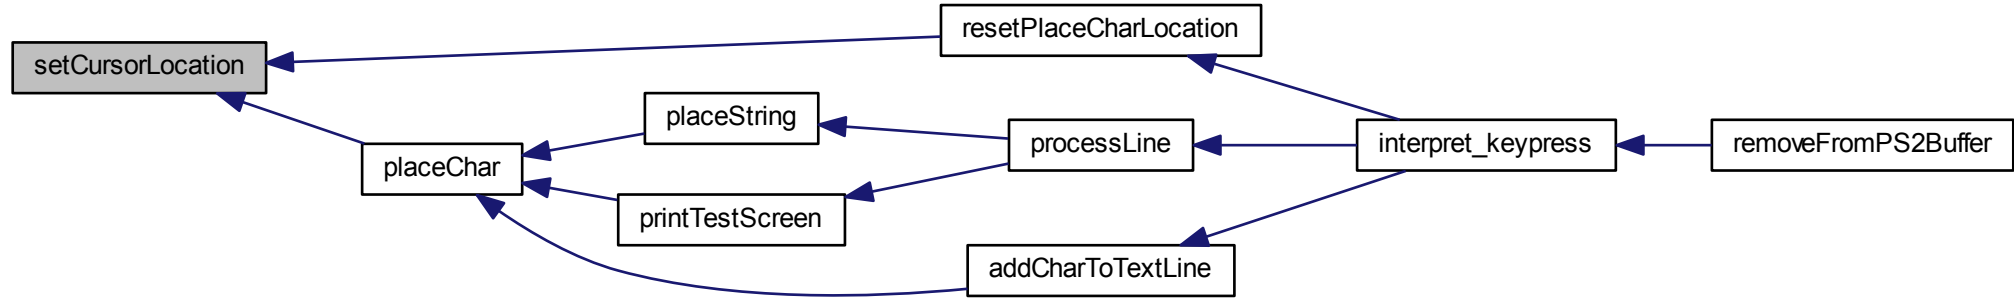 resetPlaceCharLocation
setCursorLocation
placeString
processLine
interpret_keypress
removeFromPS2Buffer
placeChar
printTestScreen
addCharToTextLine